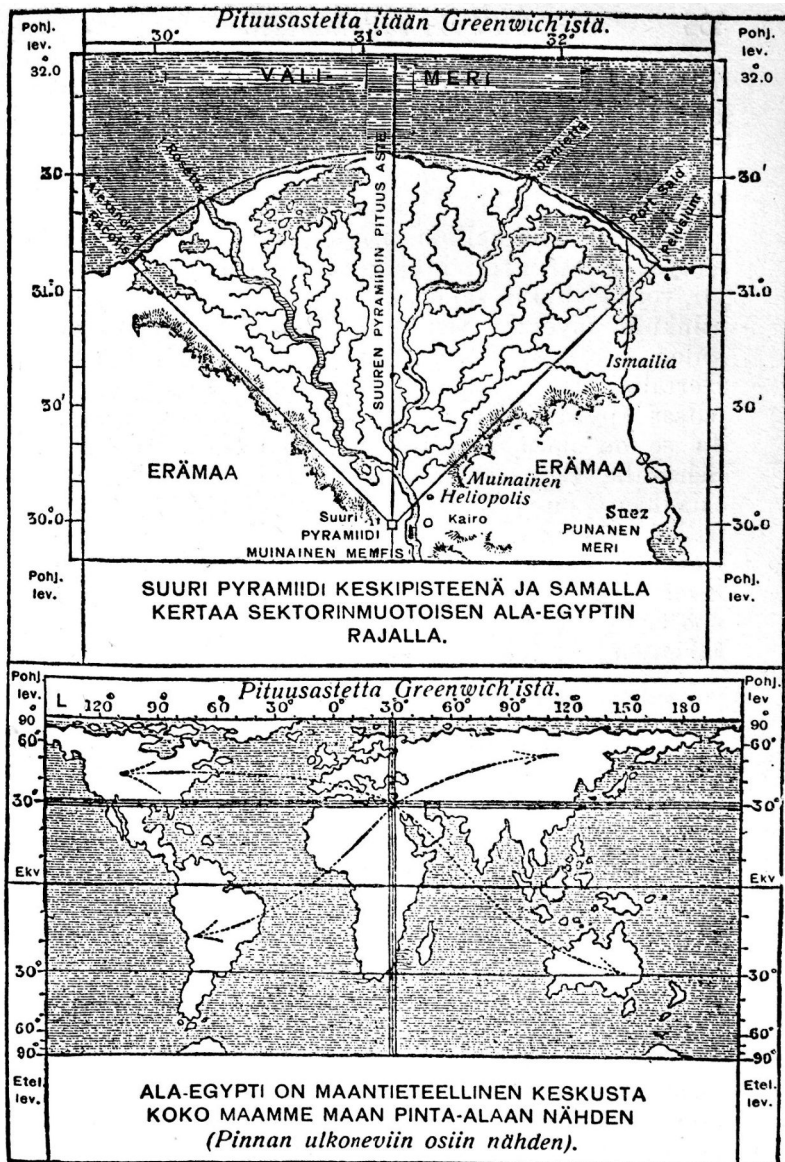 Pituusastetta itään Greenwich'istä.
Pohj. lev.
30° 31° 32°
Pohj. lev.
32.0
VÄLI-MERI
32.0
Rosetta
Damietta
Alexandria
Racotis
Port Said
Pelusium
30'
31.0
31.0
SUUREN PYRAMIIDIN PITUUS ASTE
Ismailia
30'
30'
ERÄMAA
ERÄMAA
Muinainen
Heliopolis
30.0
30.0
Suuri
PYRAMIIDI
MUINAINEN MEMFIS
Kairo
Suez
PUNANEN
MERI
Pohj.
lev.
Pohj.
lev.
SUURI PYRAMIIDI KESKIPISTEENÄ JA SAMALLA
KERTAA SEKTORINMUOTOISEN ALA-EGYPTIN
RAJALLA.
Pituusastetta Greenwich'istä.
Pohj.
lev.
L 120° 90° 60° 30° 0° 30° 60° 90° 120° 150° 180°
Pohj.
lev
90
90
60°
60°
30°
30°
Ekv
Ekv
30°
30°
60°
60°
90°
90°
Etel.
lev.
Etel.
lev.
ALA-EGYPTI ON MAANTIETEELLINEN KESKUSTA
KOKO MAAMME MAAN PINTA-ALAAN NÄHDEN
(Pinnan ulkoneviin osiin nähden).